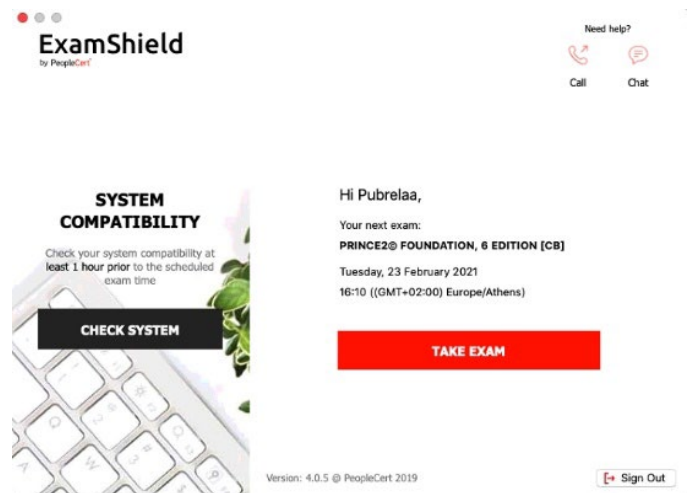 ExamShield
by PeopleCert
Need help?
Call
Chat
SYSTEM
COMPATIBILITY
Check your system compatibility at
least 1 hour prior to the scheduled
exam time
CHECK SYSTEM
Hi Pubrelaa,
Your next exam:
PRINCE2© FOUNDATION, 6 EDITION [CB]
Tuesday, 23 February 2021
16:10 ((GMT+02:00) Europe/Athens)
TAKE EXAM
Version: 4.0.5 @ PeopleCert 2019
Sign Out